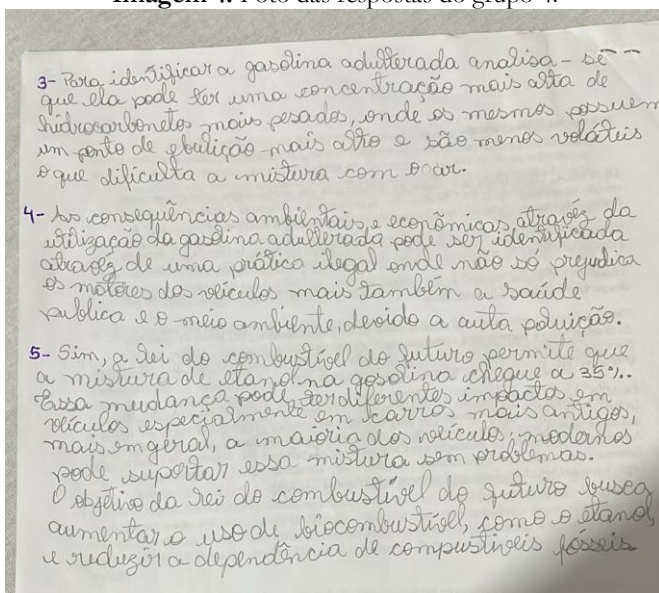 Imagem 4. Foto das respostas do grupo 4.
3- Para identificar a gasolina adulterada analisa-se
que ela pode ter uma concentração mais alta de
hidrocarbonetos mais pesados, onde os mesmos possuem
um ponto de ebulição mais alto e são menos voláteis
o que dificulta a mistura com o ar.
4- As consequências ambientais, e econômicas, atravéz da
utilização da gasolina adulterada pode ser identificada
atravéz de uma prática ilegal onde não só prejudica
os motores dos veículos mais também a saúde
publica e o meio ambiente, devido a auta poluição.
5- Sim, a lei do combustível do futuro permite que
a mistura de etanol na gasolina chegue a 35%.
Essa mudança pode ter diferentes impactos em
veículos especialmente em carros mais antigos,
mais em geral, a maioria dos veículos, modernos
pode suportar essa mistura sem problemas.
O objetivo da lei do combustível do futuro busca
aumentar o uso de biocombustível, como o etanol,
e reduzir a dependência de compustíveis fósseis